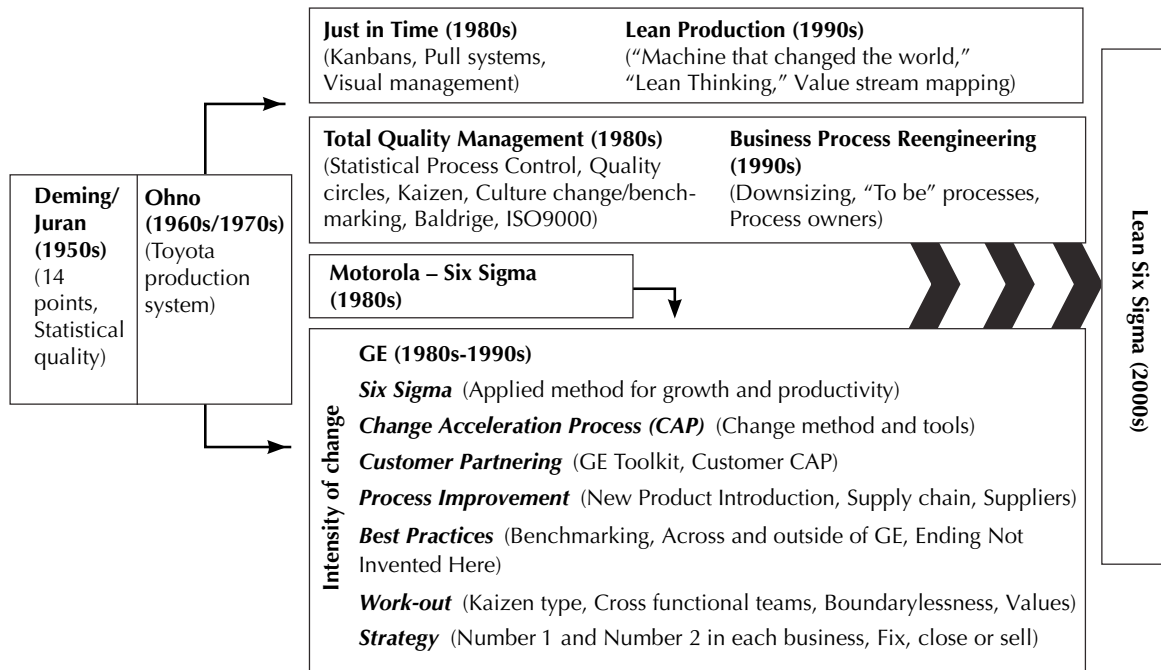 Deming/
Juran
(1950s)
(14
points,
Statistical
quality)
Ohno
(1960s/1970s)
(Toyota
production
system)
Just in Time (1980s)
(Kanbans, Pull systems,
Visual management)
Lean Production (1990s)
(“Machine that changed the world,”
“Lean Thinking,” Value stream mapping)
Total Quality Management (1980s)
(Statistical Process Control, Quality
circles, Kaizen, Culture change/bench-
marking, Baldrige, ISO9000)
Business Process Reengineering
(1990s)
(Downsizing, “To be” processes,
Process owners)
Motorola – Six Sigma
(1980s)
Intensity of change
GE (1980s-1990s)
Six Sigma (Applied method for growth and productivity)
Change Acceleration Process (CAP) (Change method and tools)
Customer Partnering (GE Toolkit, Customer CAP)
Process Improvement (New Product Introduction, Supply chain, Suppliers)
Best Practices (Benchmarking, Across and outside of GE, Ending Not
Invented Here)
Work-out (Kaizen type, Cross functional teams, Boundarylessness, Values)
Strategy (Number 1 and Number 2 in each business, Fix, close or sell)
Lean Six Sigma (2000s)